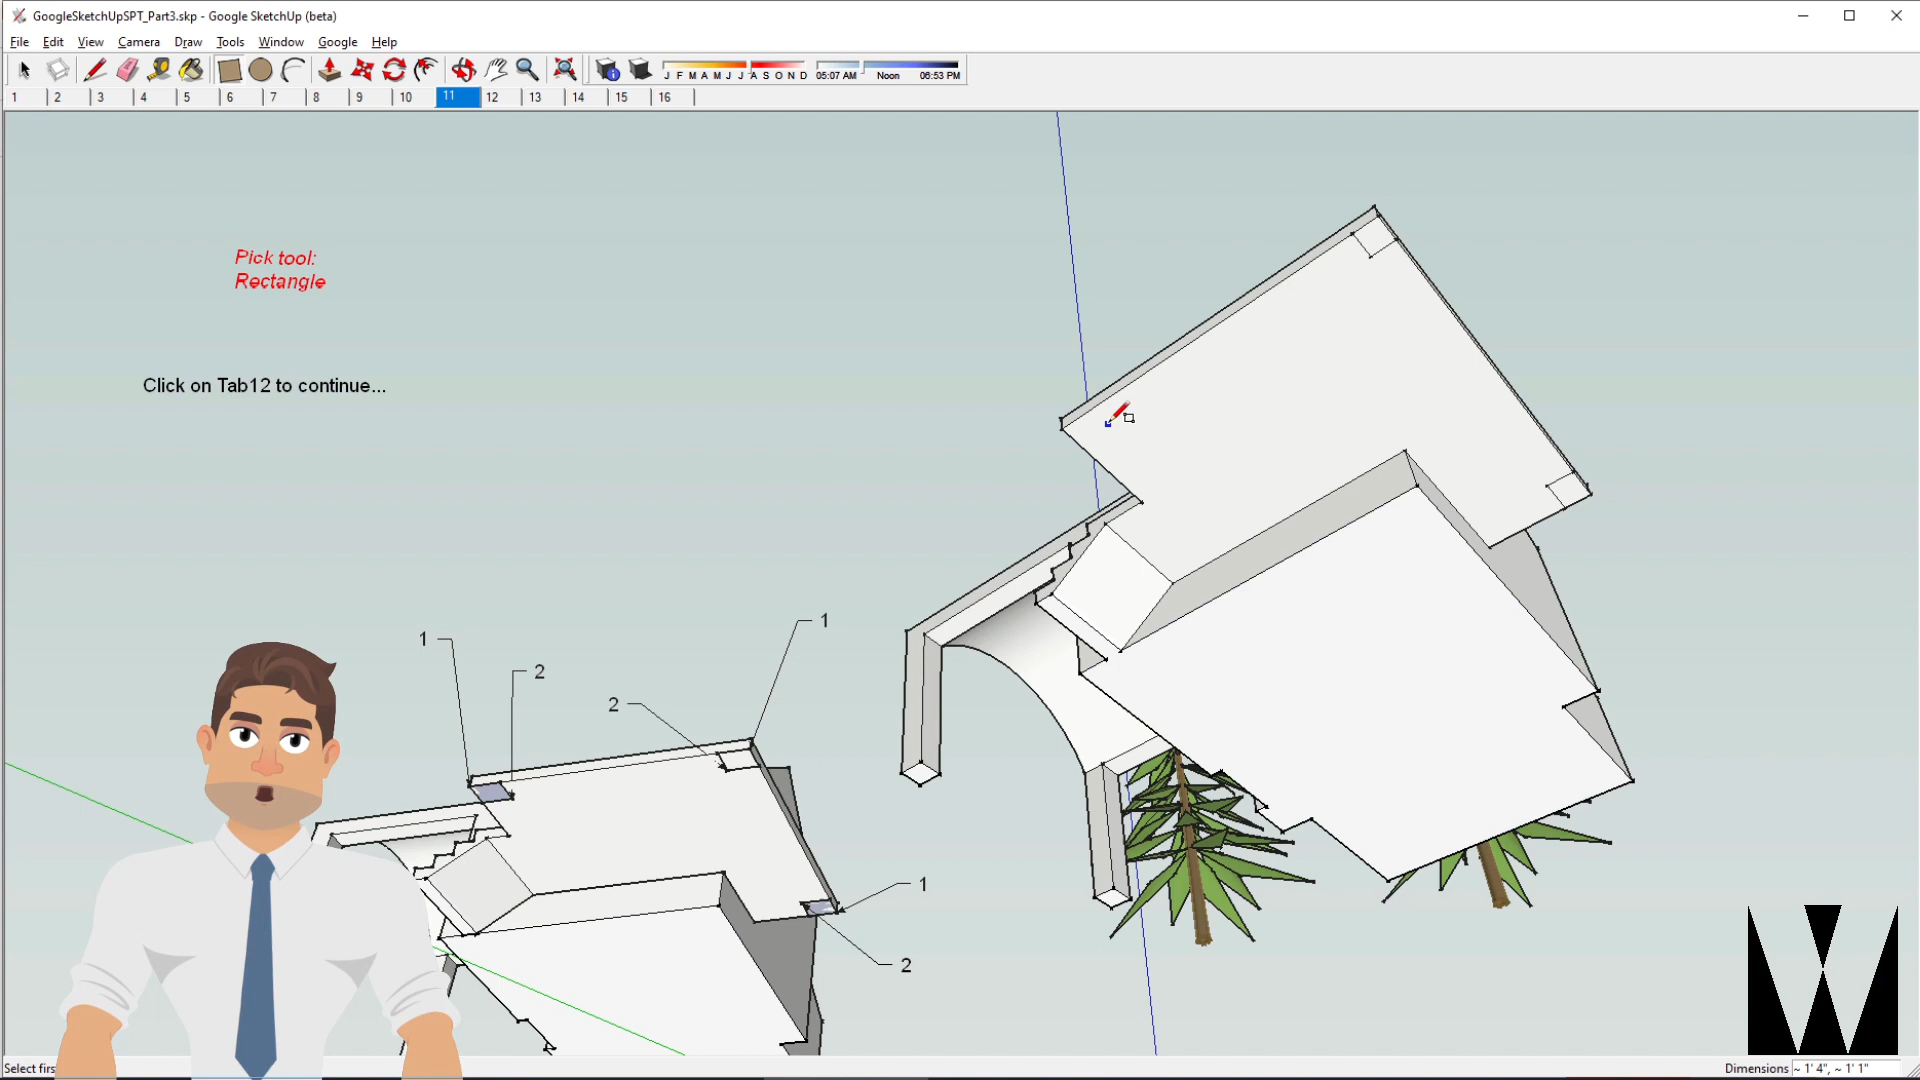 GoogleSketchUpSPT_Part3.skp - Google SketchUp (beta)
File Edit View Camera Draw Tools Window Google Help
J F M A M J J A S O N D 05:07 AM Noon 06:53 PM
1 2 3 4 5 6 7 8 9 10 11 12 13 14 15 16
Pick tool:
Rectangle
Click on Tab12 to continue...
1
1
2
2
1
2
Select firs
Dimensions ~ 1' 4", ~ 1' 1"
W